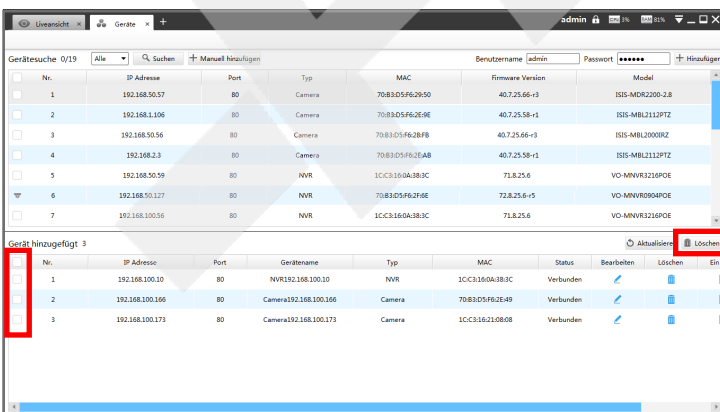 Liveansicht × Geräte × + admin CPU 3% RAM 81%
Gerätesuche 0/19 Alle Suchen + Manuell hinzufügen Benutzername admin Passwort ●●●●●● + Hinzufügen
Nr. IP Adresse Port Typ MAC Firmware Version Model
1 192.168.50.57 80 Camera 70:B3:D5:F6:29:50 40.7.25.66-r3 ISIS-MDR2200-2.8
2 192.168.1.106 80 Camera 70:B3:D5:F6:2E:9E 40.7.25.58-r1 ISIS-MBL2112PTZ
3 192.168.50.56 80 Camera 70:B3:D5:F6:28:FB 40.7.25.66-r3 ISIS-MBL2000IRZ
4 192.168.2.3 80 Camera 70:B3:D5:F6:2E:AB 40.7.25.58-r1 ISIS-MBL2112PTZ
5 192.168.50.59 80 NVR 1C:C3:16:0A:38:3C 71.8.25.6 VO-MNVR3216POE
6 192.168.50.127 80 NVR 70:B3:D5:F6:2F:6E 72.8.25.6-r5 VO-MNVR0904POE
7 192.168.100.56 80 NVR 1C:C3:16:0A:38:3C 71.8.25.6 VO-MNVR3216POE
Gerät hinzugefügt 3 Aktualisiere Löschen
Nr. IP Adresse Port Gerätename Typ MAC Status Bearbeiten Löschen Ein
1 192.168.100.10 80 NVR192.168.100.10 NVR 1C:C3:16:0A:38:3C Verbunden
2 192.168.100.166 80 Camera192.168.100.166 Camera 70:B3:D5:F6:2E:49 Verbunden
3 192.168.100.173 80 Camera192.168.100.173 Camera 1C:C3:16:21:08:08 Verbunden